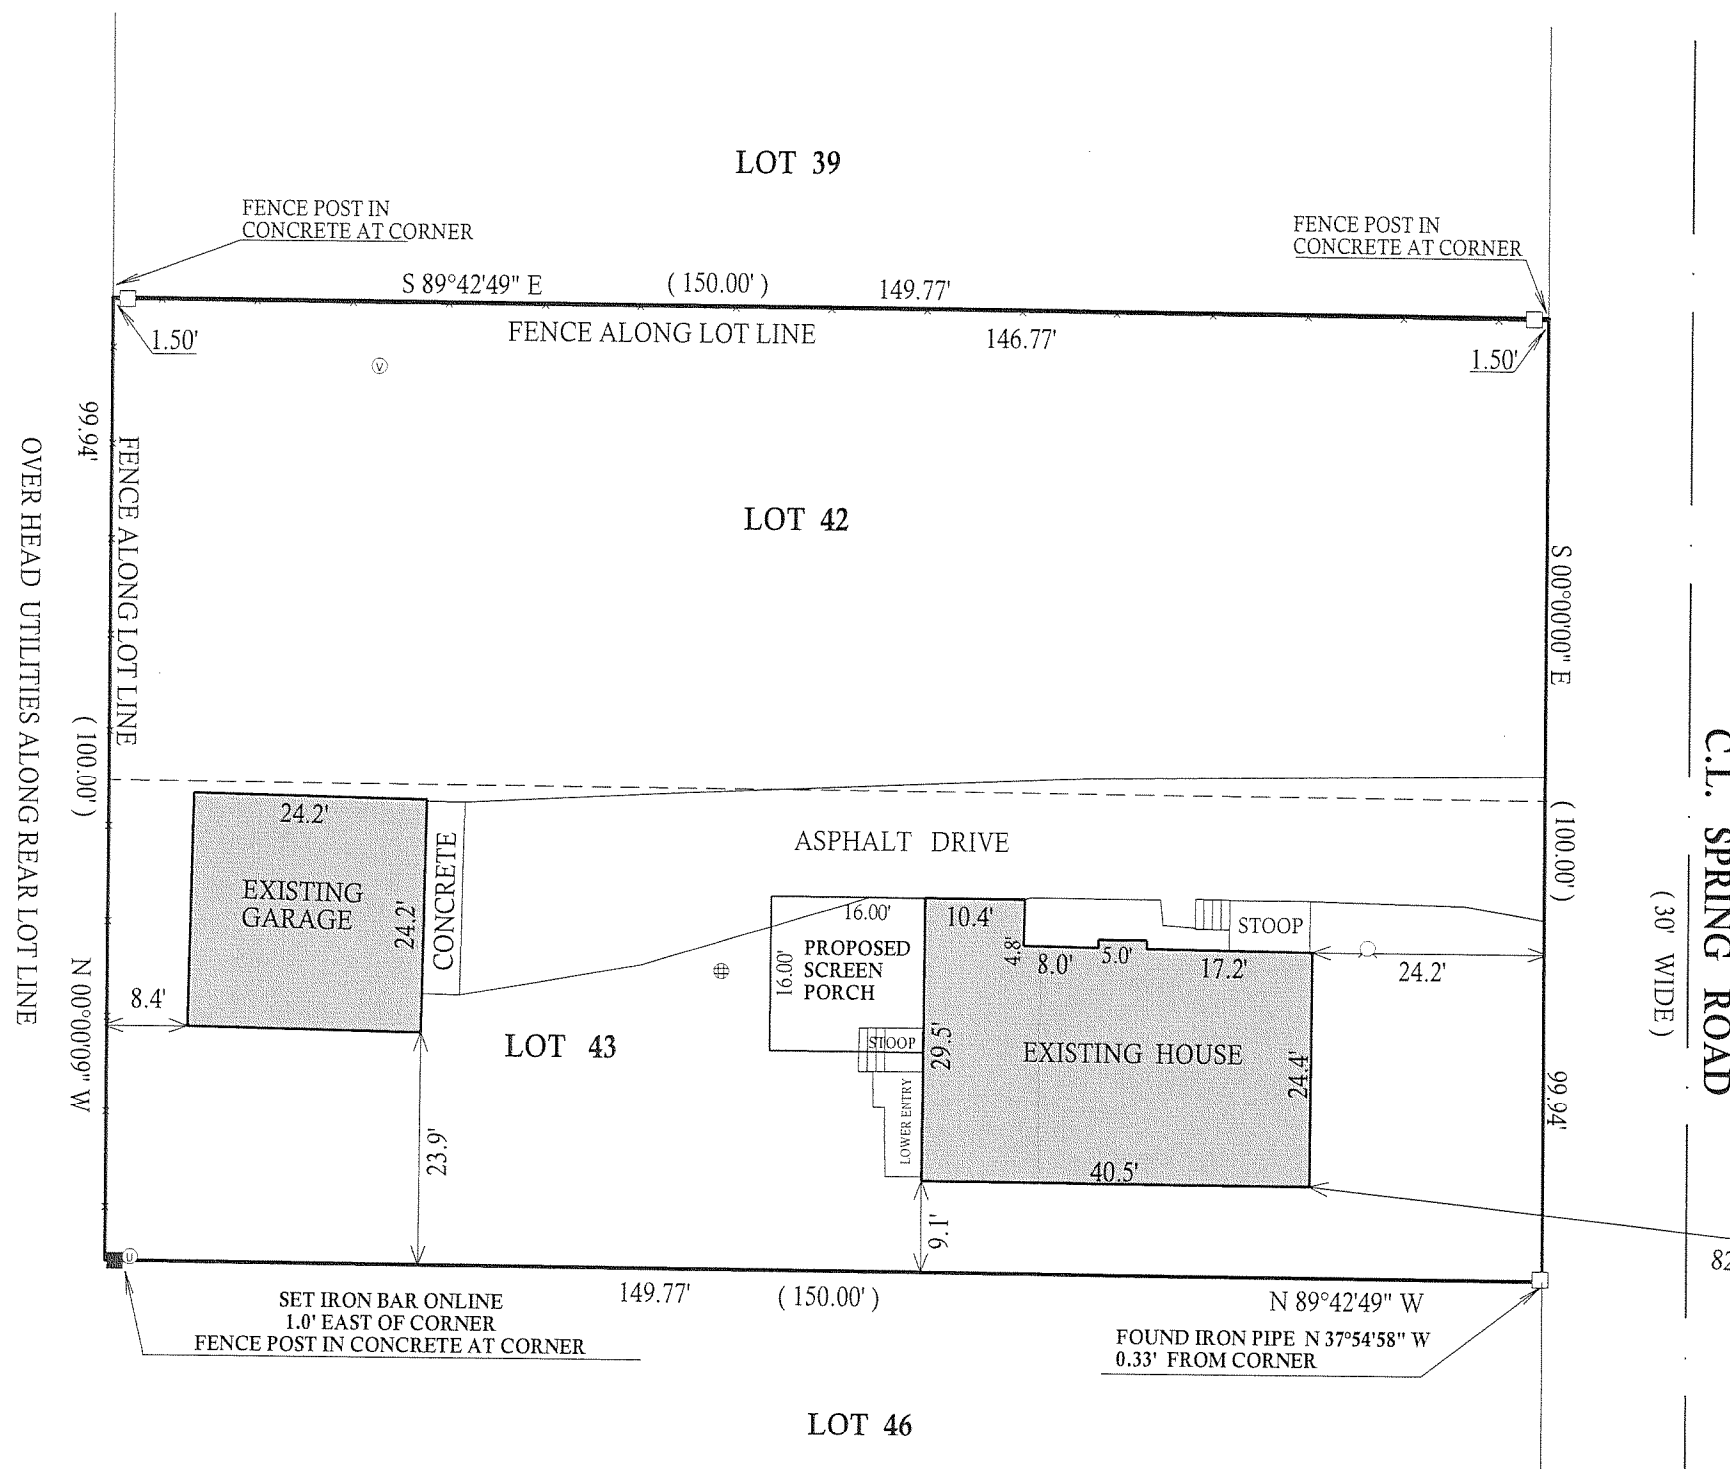 LOT 39
FENCE POST IN
CONCRETE AT CORNER
FENCE POST IN
CONCRETE AT CORNER
S 89°42'49" E
( 150.00' )
149.77'
FENCE ALONG LOT LINE
146.77'
1.50'
1.50'
V
99.94'
FENCE ALONG LOT LINE
OVER HEAD UTILITIES ALONG REAR LOT LINE
( 100.00' )
N 00°00'09" W
LOT 42
S 00°00'00" E
( 100.00' )
99.94'
C.L. SPRING ROAD
( 30' WIDE )
24.2'
EXISTING
GARAGE
24.2'
CONCRETE
8.4'
23.9'
ASPHALT DRIVE
16.00'
16.00'
PROPOSED
SCREEN
PORCH
STOOP
LOWER ENTRY
10.4'
4.8'
8.0'
5.0'
17.2'
STOOP
24.2'
29.5'
EXISTING HOUSE
24.4'
40.5'
9.1'
LOT 43
82
U
149.77'
( 150.00' )
N 89°42'49" W
SET IRON BAR ONLINE
1.0' EAST OF CORNER
FENCE POST IN CONCRETE AT CORNER
FOUND IRON PIPE N 37°54'58" W
0.33' FROM CORNER
LOT 46